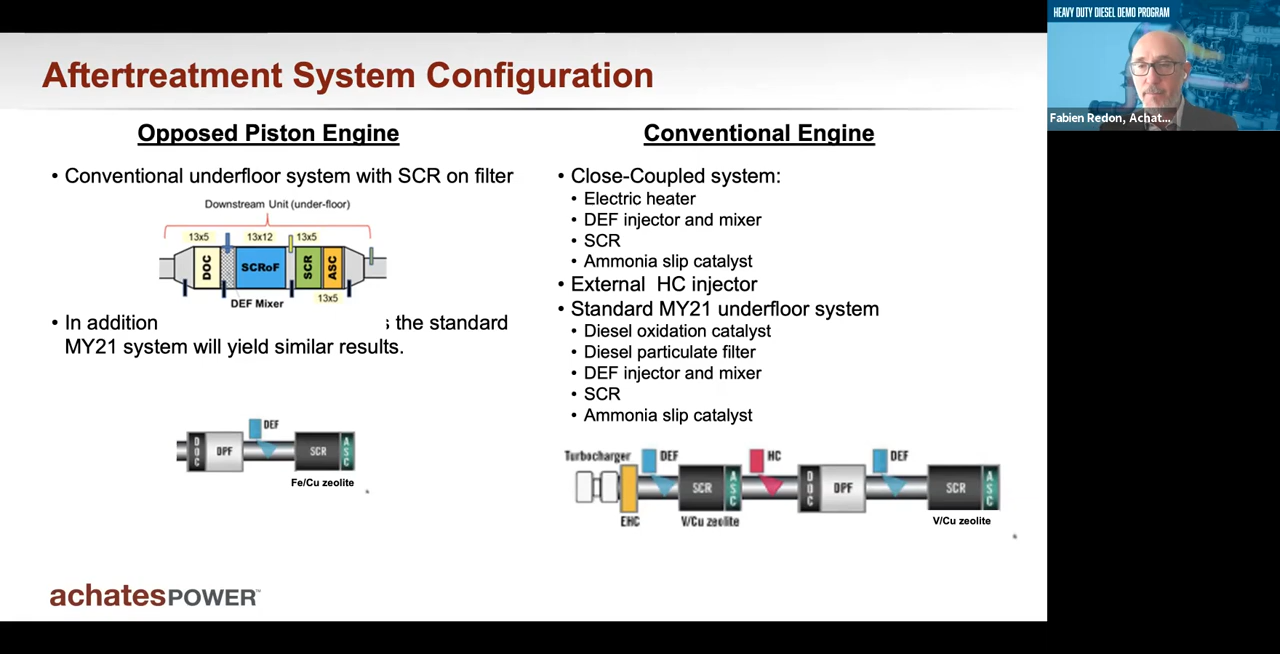 HEAVY DUTY DIESEL DEMO PROGRAM
Fabien Redon, Achat...
Aftertreatment System Configuration
Opposed Piston Engine
• Conventional underfloor system with SCR on filter
Downstream Unit (under-floor)
13x5 13x12 13x5
DOC SCRoF SCR ASC
DEF Mixer 13x5
• In addition the standard
MY21 system will yield similar results.
DEF
DOC DPF SCR ASC
Fe/Cu zeolite
Conventional Engine
• Close-Coupled system:
• Electric heater
• DEF injector and mixer
• SCR
• Ammonia slip catalyst
• External HC injector
• Standard MY21 underfloor system
• Diesel oxidation catalyst
• Diesel particulate filter
• DEF injector and mixer
• SCR
• Ammonia slip catalyst
Turbocharger DEF HC DEF
SCR ASC DOC DPF SCR ASC
EHC V/Cu zeolite V/Cu zeolite
achatesPOWER™